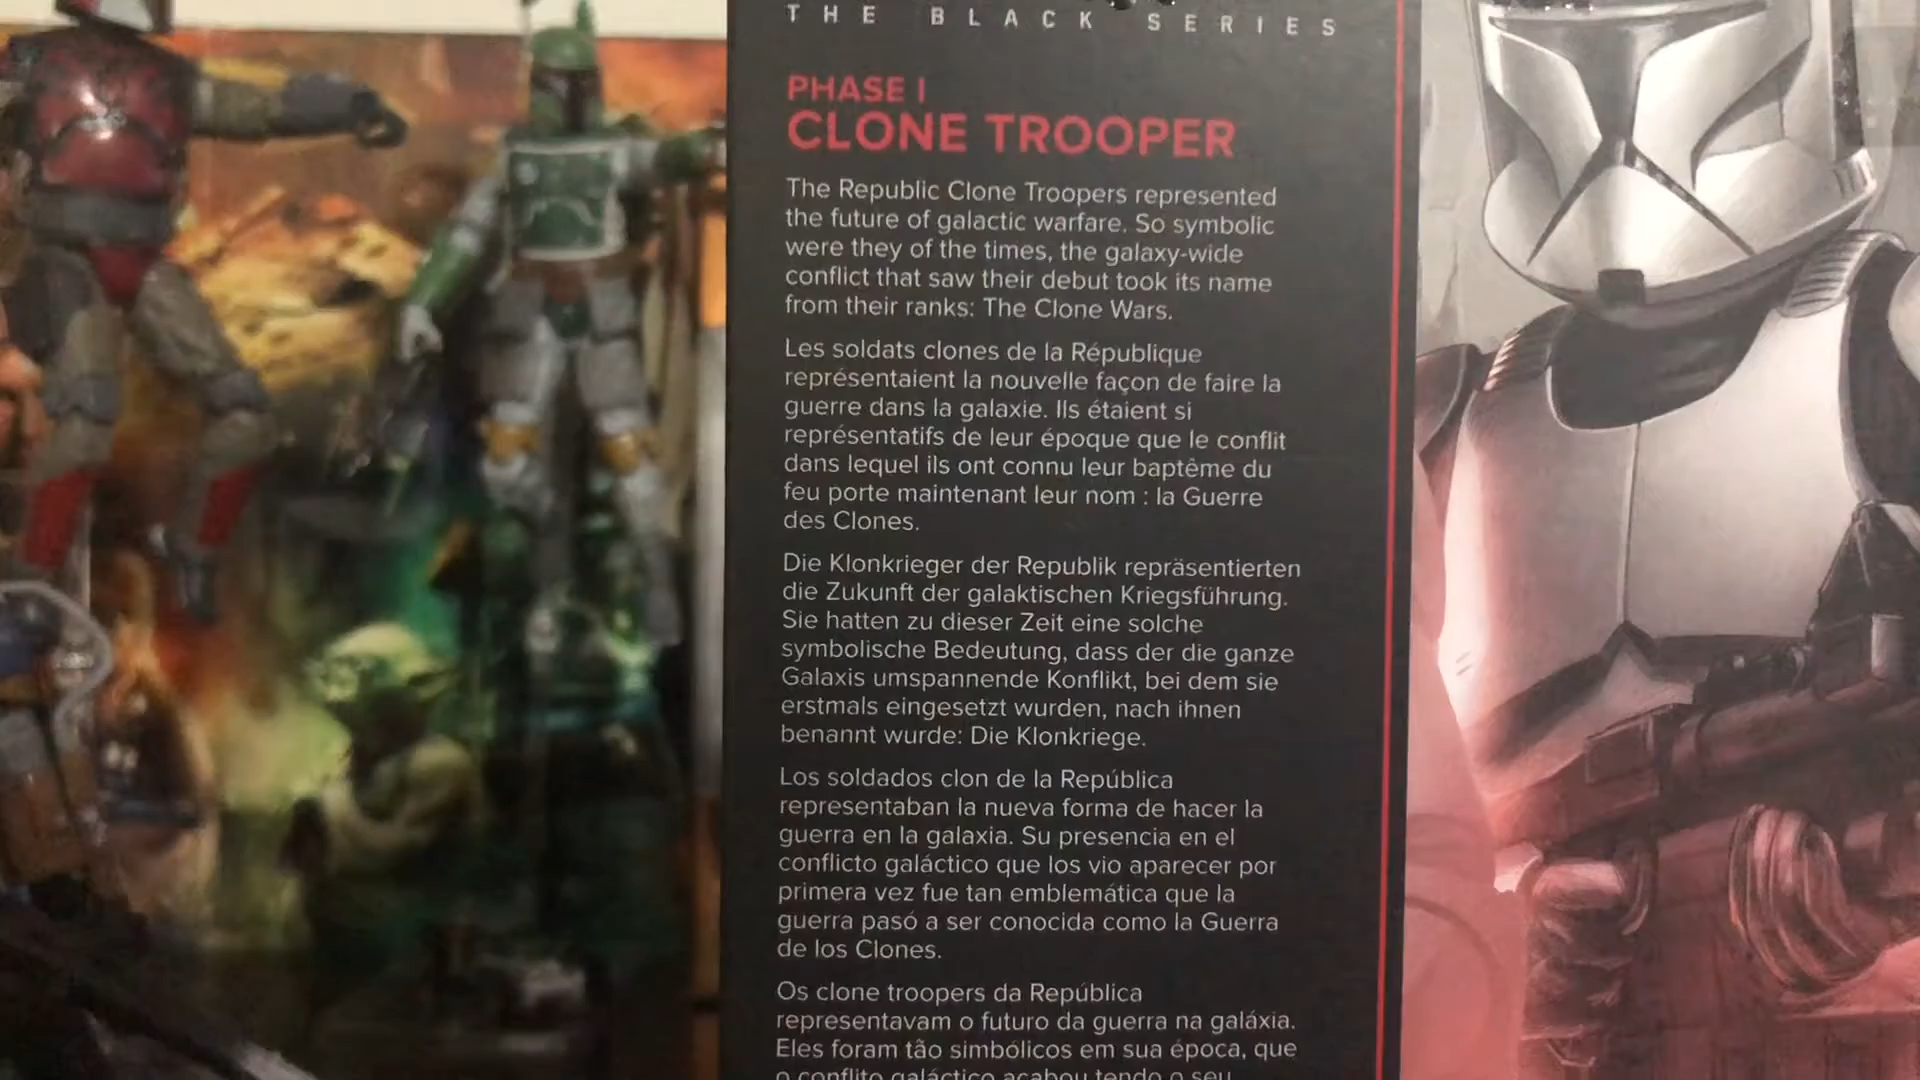 THE BLACK SERIES
PHASE I
CLONE TROOPER
The Republic Clone Troopers represented
the future of galactic warfare. So symbolic
were they of the times, the galaxy-wide
conflict that saw their debut took its name
from their ranks: The Clone Wars.
Les soldats clones de la République
représentaient la nouvelle façon de faire la
guerre dans la galaxie. Ils étaient si
représentatifs de leur époque que le conflit
dans lequel ils ont connu leur baptême du
feu porte maintenant leur nom : la Guerre
des Clones.
Die Klonkrieger der Republik repräsentierten
die Zukunft der galaktischen Kriegsführung.
Sie hatten zu dieser Zeit eine solche
symbolische Bedeutung, dass der die ganze
Galaxis umspannende Konflikt, bei dem sie
erstmals eingesetzt wurden, nach ihnen
benannt wurde: Die Klonkriege.
Los soldados clon de la República
representaban la nueva forma de hacer la
guerra en la galaxia. Su presencia en el
conflicto galáctico que los vio aparecer por
primera vez fue tan emblemática que la
guerra pasó a ser conocida como la Guerra
de los Clones.
Os clone troopers da República
representavam o futuro da guerra na galáxia.
Eles foram tão simbólicos em sua época, que
o conflito galáctico acabou tendo o seu